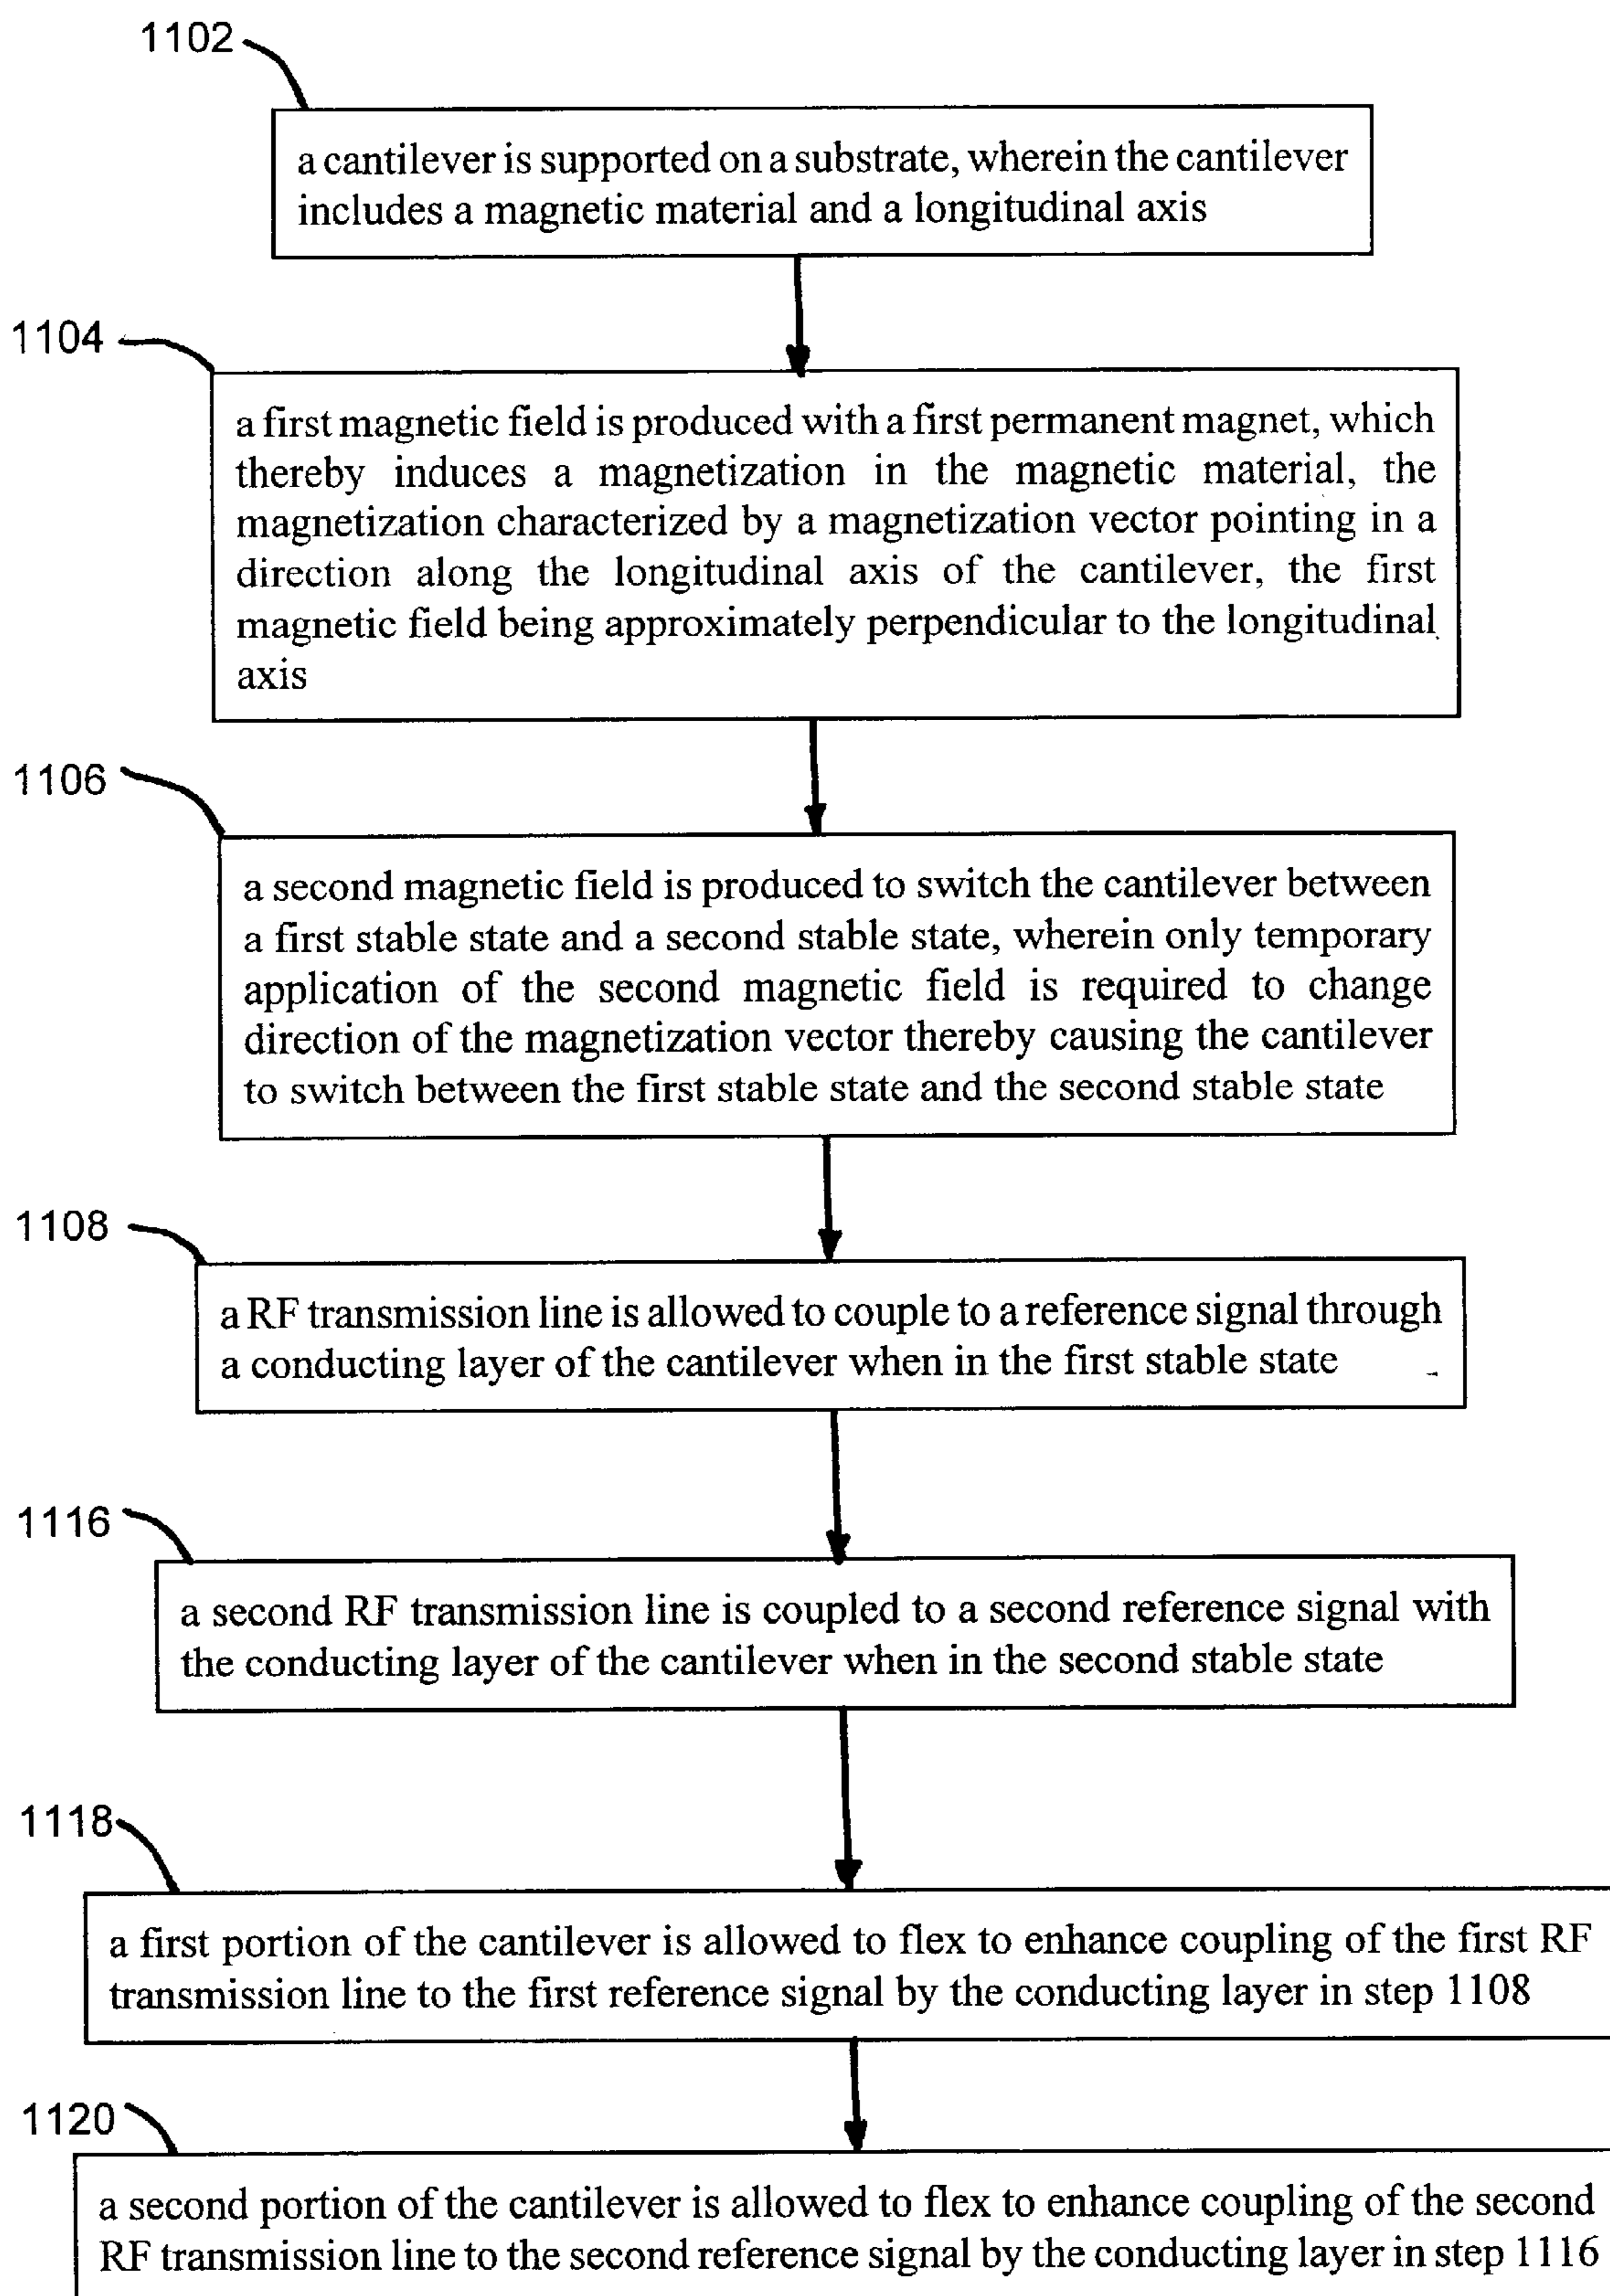 1102
a cantilever is supported on a substrate, wherein the cantilever
includes a magnetic material and a longitudinal axis
1104
a first magnetic field is produced with a first permanent magnet, which
thereby induces a magnetization in the magnetic material, the
magnetization characterized by a magnetization vector pointing in a
direction along the longitudinal axis of the cantilever, the first
magnetic field being approximately perpendicular to the longitudinal
axis
1106
a second magnetic field is produced to switch the cantilever between
a first stable state and a second stable state, wherein only temporary
application of the second magnetic field is required to change
direction of the magnetization vector thereby causing the cantilever
to switch between the first stable state and the second stable state
1108
a RF transmission line is allowed to couple to a reference signal through
a conducting layer of the cantilever when in the first stable state
1116
a second RF transmission line is coupled to a second reference signal with
the conducting layer of the cantilever when in the second stable state
1118
a first portion of the cantilever is allowed to flex to enhance coupling of the first RF
transmission line to the first reference signal by the conducting layer in step 1108
1120
a second portion of the cantilever is allowed to flex to enhance coupling of the second
RF transmission line to the second reference signal by the conducting layer in step 1116